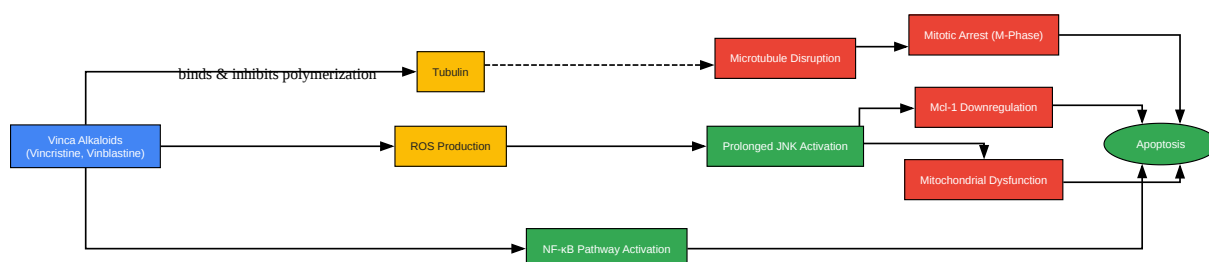 Mitotic Arrest (M-Phase)
Microtubule Disruption
binds & inhibits polymerization
Tubulin
Mcl-1 Downregulation
Vinca Alkaloids
(Vincristine, Vinblastine)
ROS Production
Prolonged JNK Activation
Apoptosis
Mitochondrial Dysfunction
NF-κB Pathway Activation